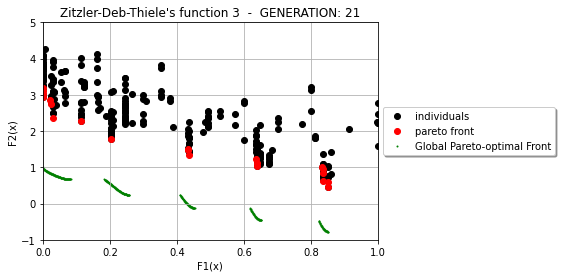 Zitzler-Deb-Thiele's function 3 - GENERATION: 21
5
4
3
2
1
0
−1
F2(x)
0.0 0.2 0.4 0.6 0.8 1.0
F1(x)
individuals
pareto front
Global Pareto-optimal Front